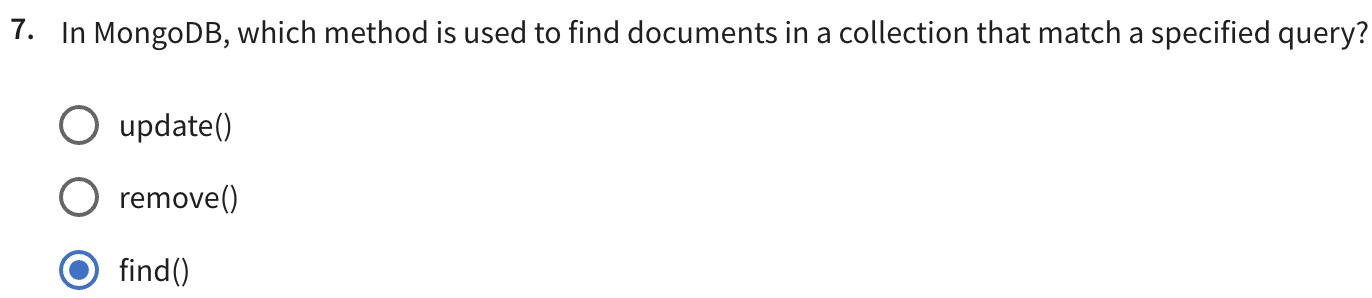 7. In MongoDB, which method is used to find documents in a collection that match a specified query?
update()
remove()
find()